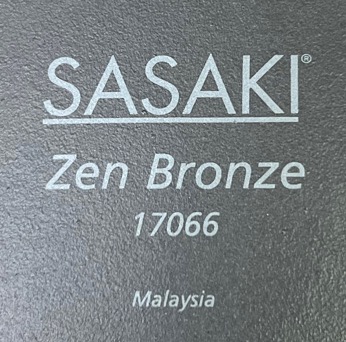 SASAKI®
Zen Bronze
17066
Malaysia